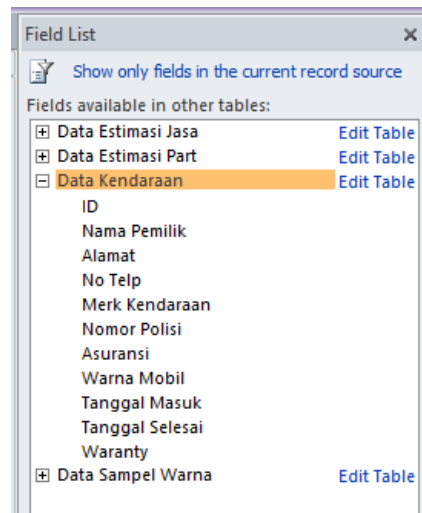 Field List
Show only fields in the current record source
Fields available in other tables:
Data Estimasi Jasa Edit Table
Data Estimasi Part Edit Table
Data Kendaraan Edit Table
ID
Nama Pemilik
Alamat
No Telp
Merk Kendaraan
Nomor Polisi
Asuransi
Warna Mobil
Tanggal Masuk
Tanggal Selesai
Waranty
Data Sampel Warna Edit Table